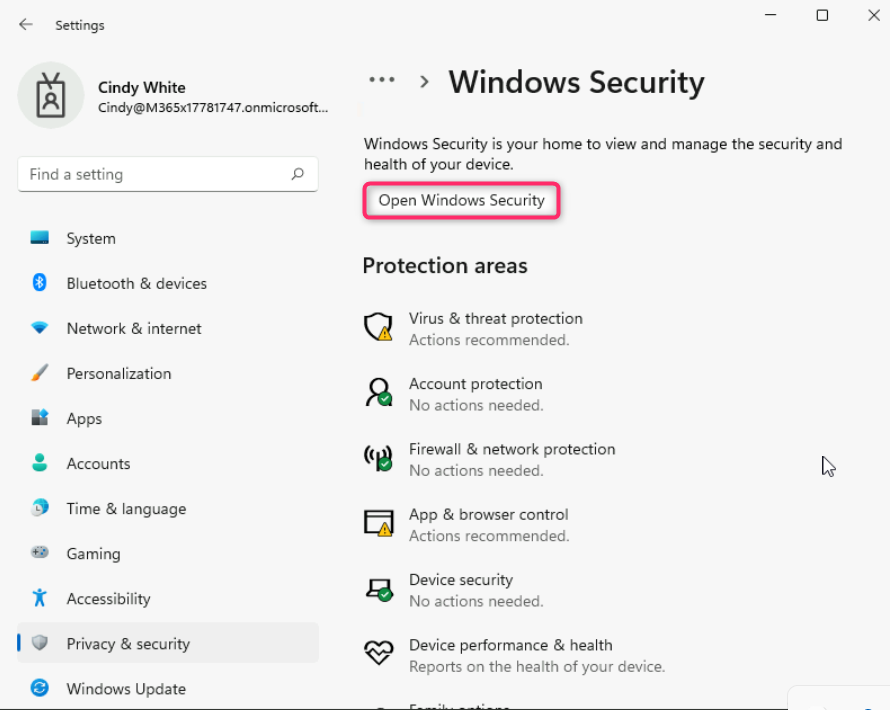 Settings
Cindy White
Cindy@M365x17781747.onmicrosoft...
Find a setting
System
Bluetooth & devices
Network & internet
Personalization
Apps
Accounts
Time & language
Gaming
Accessibility
Privacy & security
Windows Update
... > Windows Security
Windows Security is your home to view and manage the security and
health of your device.
Open Windows Security
Protection areas
Virus & threat protection
Actions recommended.
Account protection
No actions needed.
Firewall & network protection
No actions needed.
App & browser control
Actions recommended.
Device security
No actions needed.
Device performance & health
Reports on the health of your device.
Family options